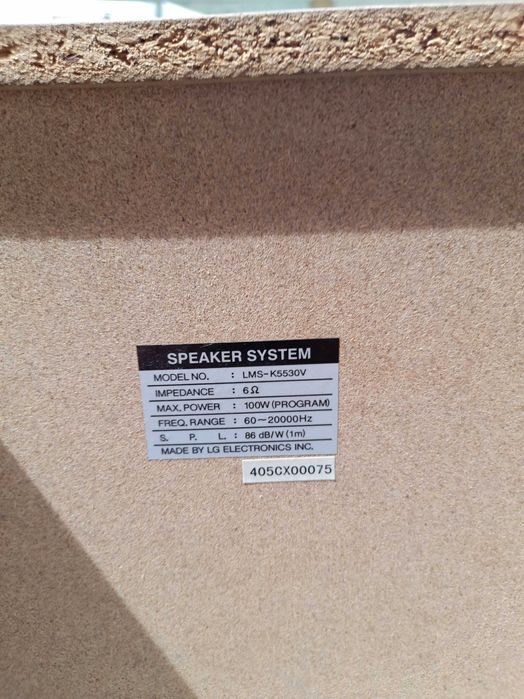 SPEAKER SYSTEM
MODEL NO. : LMS-K5530V
IMPEDANCE : 6Ω
MAX. POWER : 100W (PROGRAM)
FREQ. RANGE : 60~20000Hz
S. P. L. : 86 dB/W (1m)
MADE BY LG ELECTRONICS INC.
405CX00075